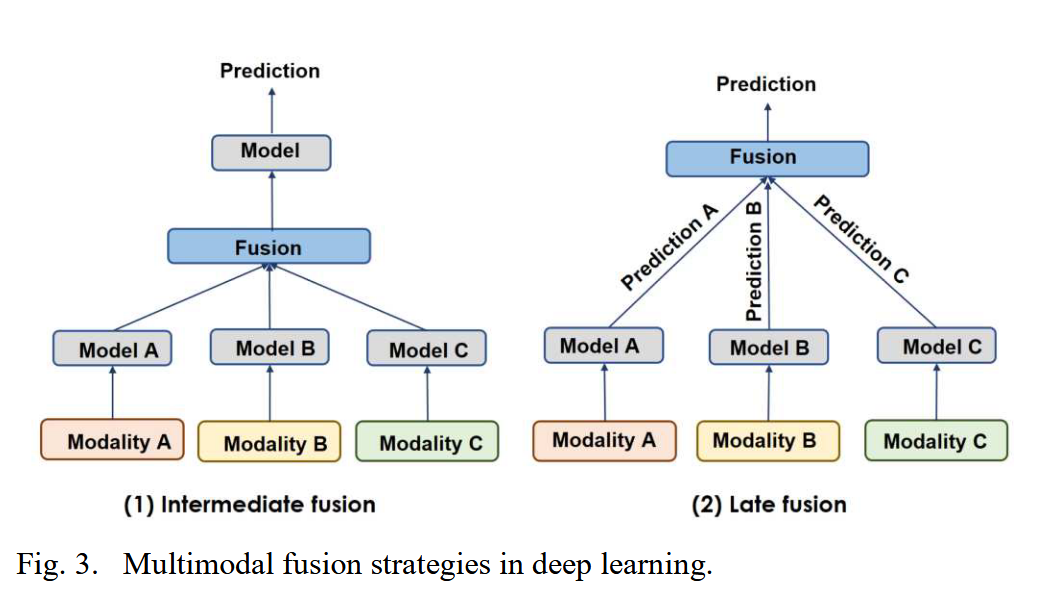 Prediction
Model
Fusion
Model A
Model B
Model C
Modality A
Modality B
Modality C
(1) Intermediate fusion
Prediction
Fusion
Prediction A
Prediction B
Prediction C
Model A
Model B
Model C
Modality A
Modality B
Modality C
(2) Late fusion
Fig. 3. Multimodal fusion strategies in deep learning.